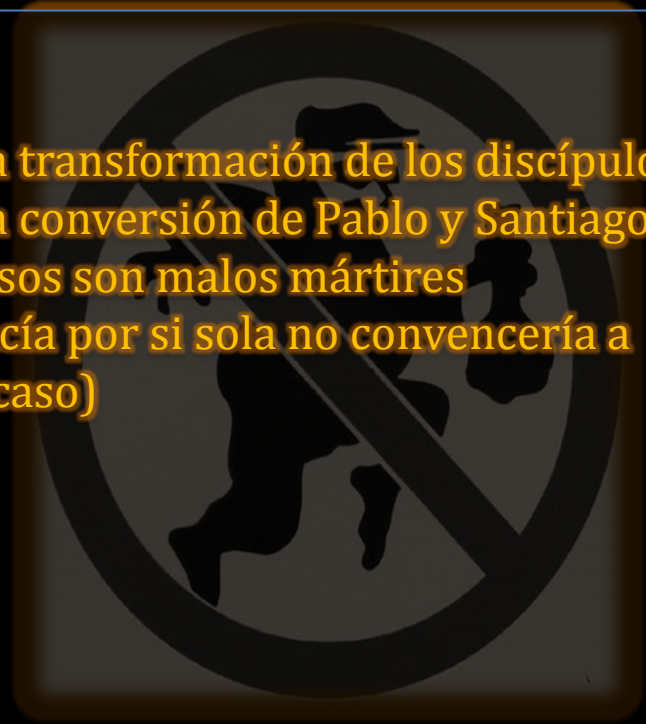 a transformación de los discípulo
a conversión de Pablo y Santiago
sos son malos mártires
cía por si sola no convencería a
caso)